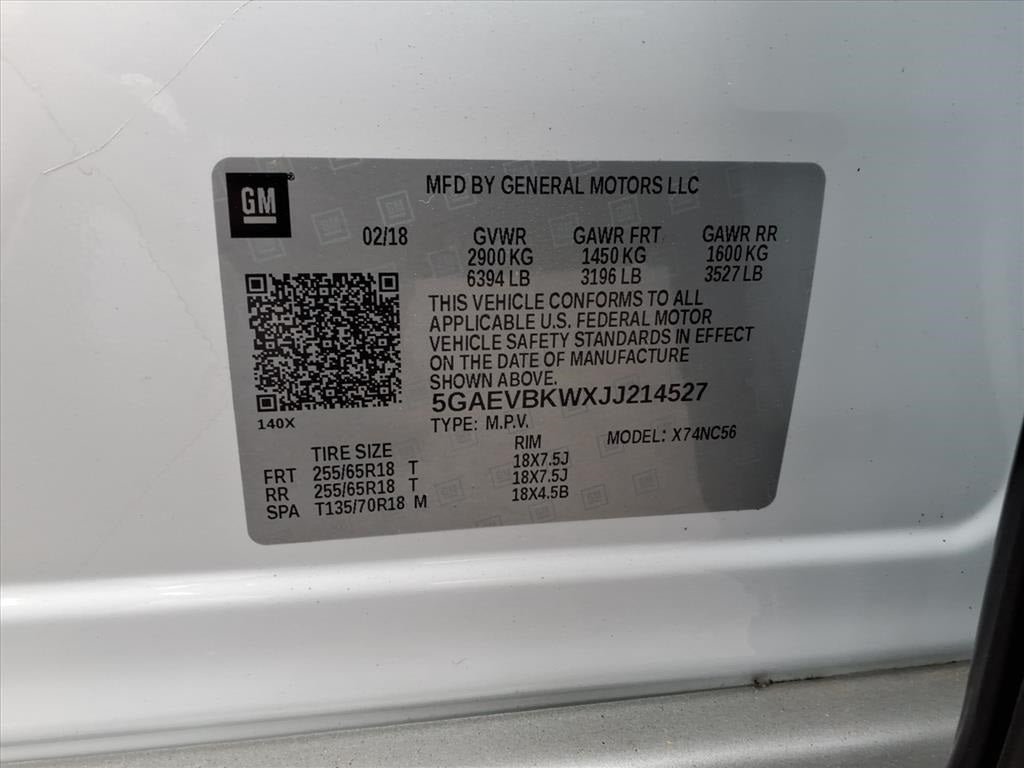 GM ®
MFD BY GENERAL MOTORS LLC
02/18 GVWR GAWR FRT GAWR RR
2900 KG 1450 KG 1600 KG
6394 LB 3196 LB 3527 LB
THIS VEHICLE CONFORMS TO ALL
APPLICABLE U.S. FEDERAL MOTOR
VEHICLE SAFETY STANDARDS IN EFFECT
ON THE DATE OF MANUFACTURE
SHOWN ABOVE.
5GAEVBKWXJJ214527
140X
TYPE: M.P.V. MODEL: X74NC56
TIRE SIZE RIM
FRT 255/65R18 T 18X7.5J
RR 255/65R18 T 18X7.5J
SPA T135/70R18 M 18X4.5B